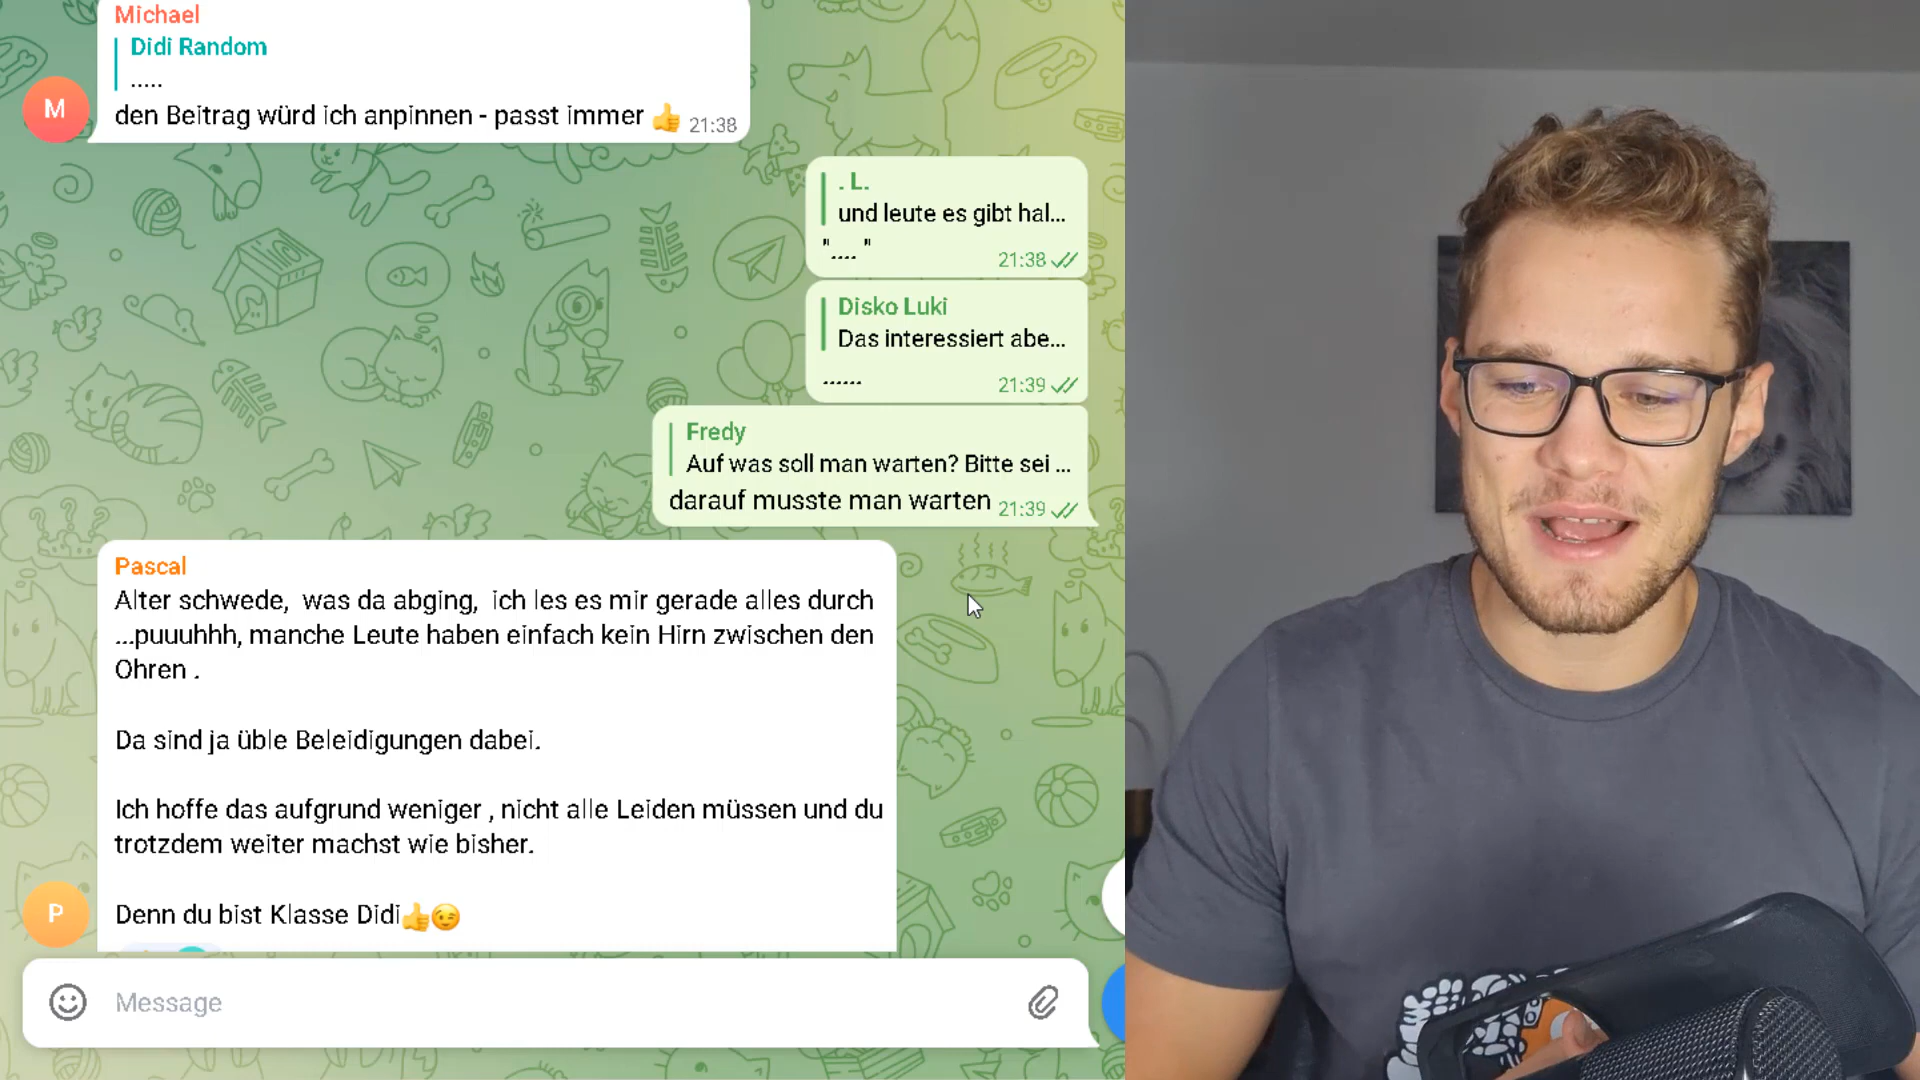 Michael
Didi Random
.....
den Beitrag würd ich anpinnen - passt immer 👍 21:38
M
. L.
und leute es gibt hal...
".... "
21:38
Disko Luki
Das interessiert abe...
......
21:39
Fredy
Auf was soll man warten? Bitte sei ...
darauf musste man warten 21:39
Pascal
Alter schwede, was da abging, ich les es mir gerade alles durch
...puuuhhh, manche Leute haben einfach kein Hirn zwischen den
Ohren .
Da sind ja üble Beleidigungen dabei.
Ich hoffe das aufgrund weniger , nicht alle Leiden müssen und du
trotzdem weiter machst wie bisher.
Denn du bist Klasse Didi👍😉
P
Message